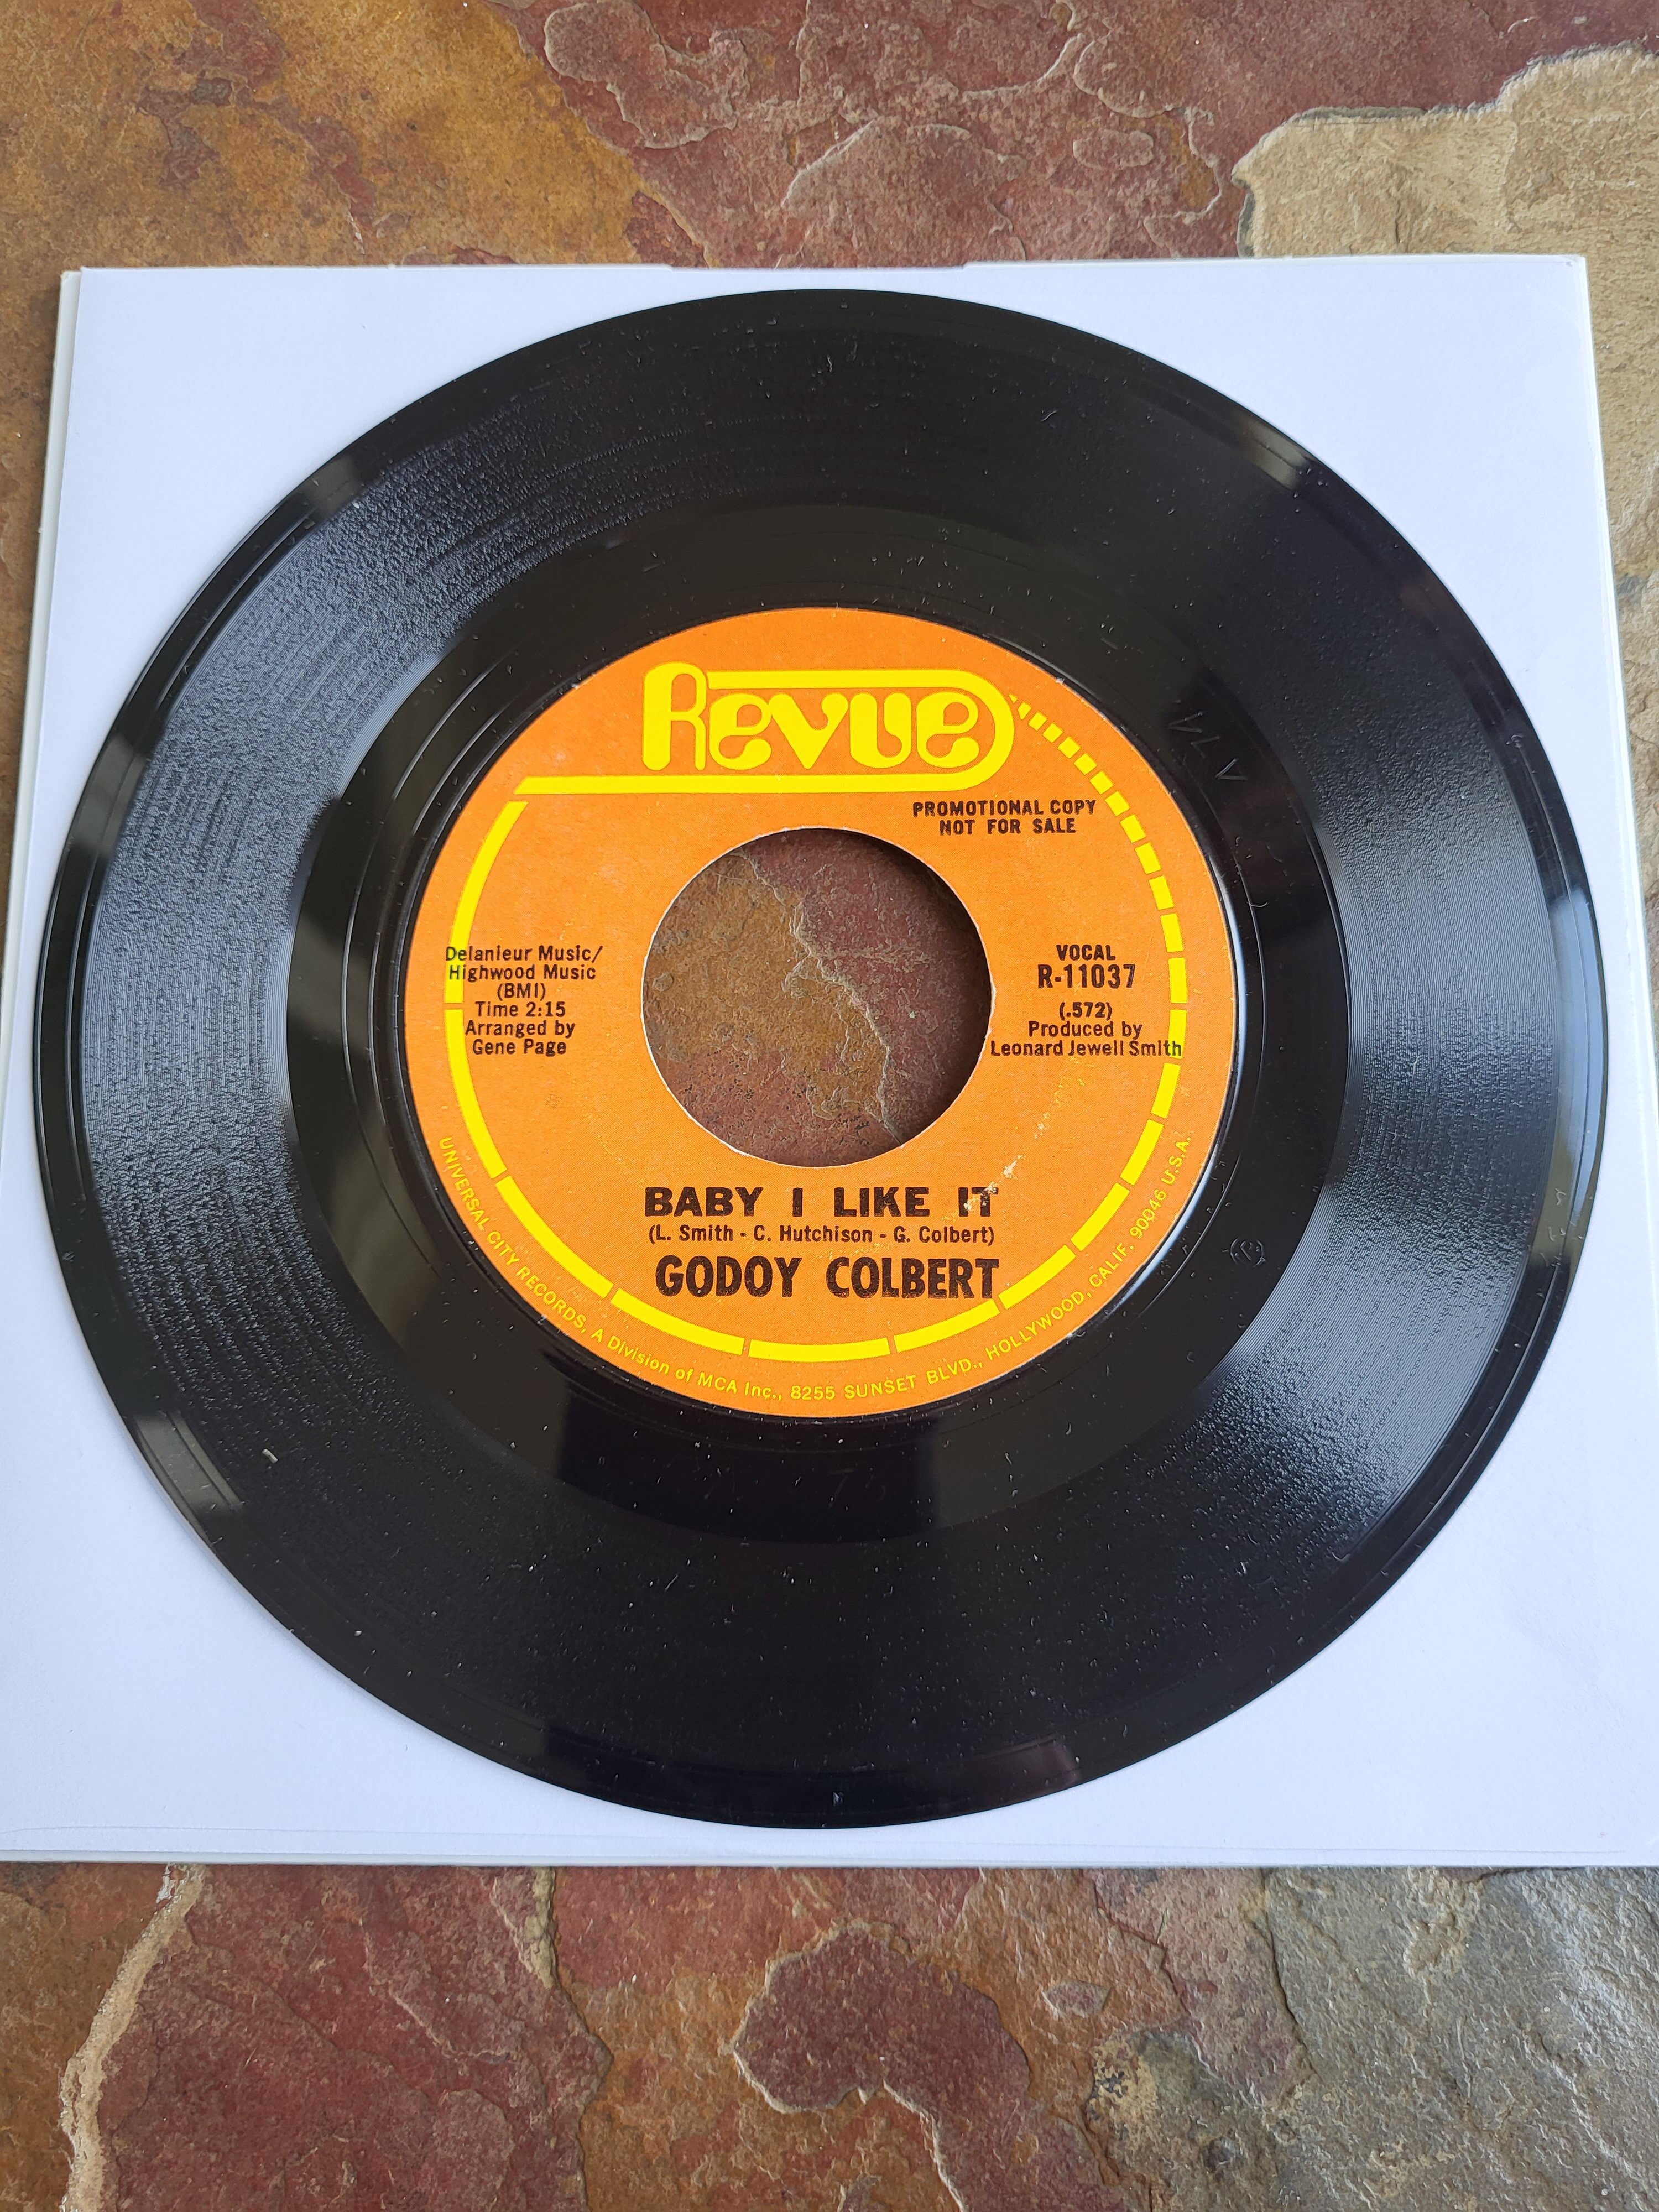 Revue
PROMOTIONAL COPY
NOT FOR SALE
Delanieur Music/
Highwood Music
(BMI)
Time 2:15
Arranged by
Gene Page
VOCAL
R-11037
(.572)
Produced by
Leonard Jewell Smith
BABY I LIKE IT
(L. Smith - C. Hutchison - G. Colbert)
GODOY COLBERT
UNIVERSAL CITY RECORDS, A Division of MCA Inc., 8255 SUNSET BLVD., HOLLYWOOD, CALIF. 90046 U.S.A.